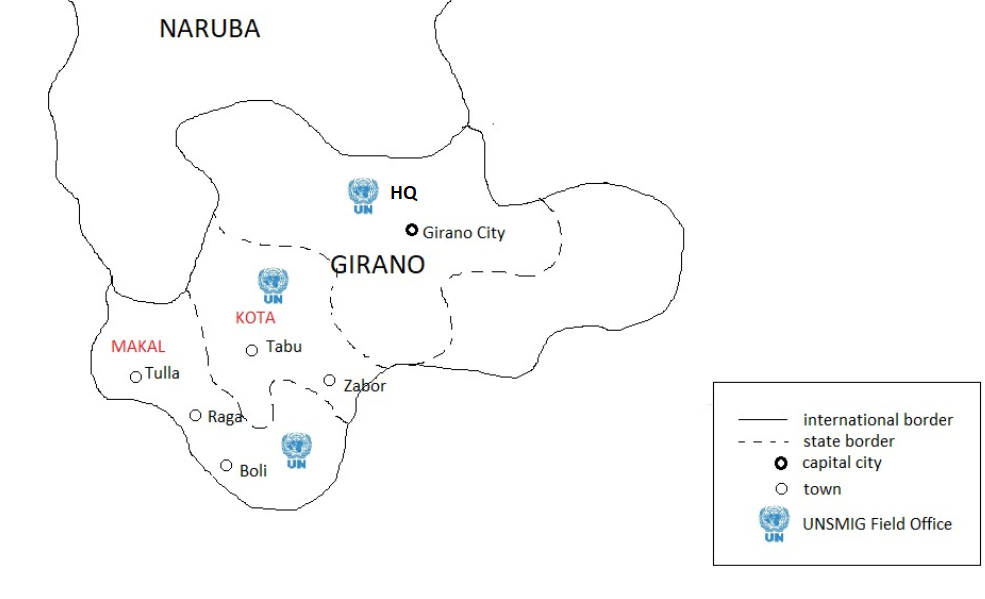 NARUBA
UN
HQ
Girano City
GIRANO
UN
KOTA
MAKAL
Tabu
Tulla
Zabor
Raga
UN
Boli
international border
state border
capital city
town
UN
UNSMIG Field Office